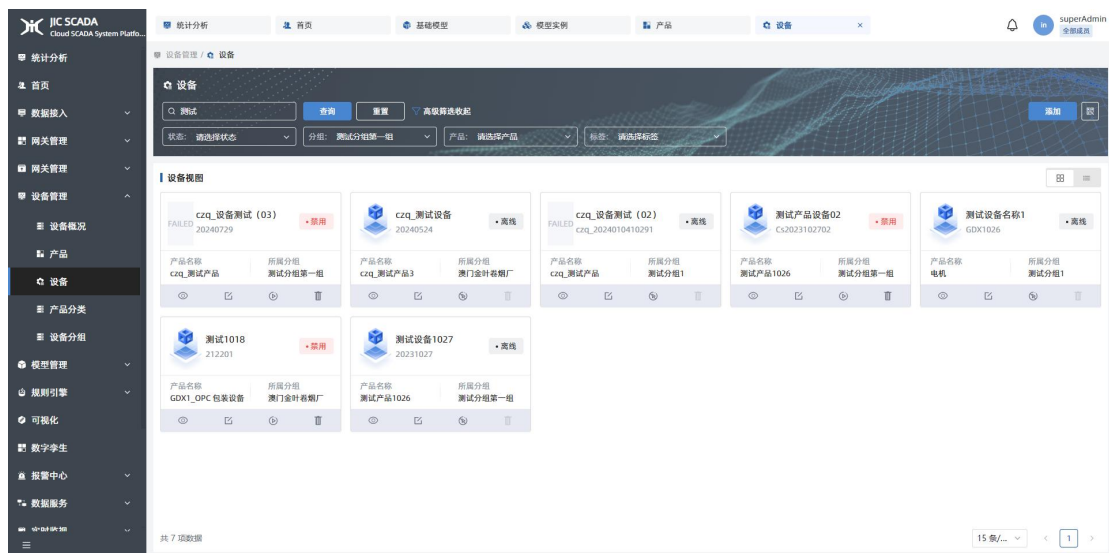 JIC SCADA
Cloud SCADA System Platfo...
统计分析
首页
基础模型
模型实例
产品
设备
×
in
superAdmin
全部成员
统计分析
首页
数据接入
网关管理
网关管理
设备管理
设备概况
产品
设备
产品分类
设备分组
模型管理
规则引擎
可视化
数字孪生
报警中心
数据服务
设备管理 / 设备
设备
测试
查询
重置
高级筛选收起
添加
状态: 请选择状态
分组: 测试分组第一组
产品: 请选择产品
标签: 请选择标签
设备视图
FAILED
czq_设备测试 (03)
20240729
•禁用
产品名称 所属分组
czq_测试产品 测试分组第一组
czq_测试设备
20240524
•离线
产品名称 所属分组
czq_测试产品3 澳门金叶卷烟厂
FAILED
czq_设备测试 (02)
czq_2024010410291
•离线
产品名称 所属分组
czq_测试产品 测试分组1
测试产品设备02
Cs2023102702
•禁用
产品名称 所属分组
测试产品1026 测试分组第一组
测试设备名称1
GDX1026
•离线
产品名称 所属分组
电机 测试分组1
测试1018
212201
•禁用
产品名称 所属分组
GDX1_OPC 包装设备 澳门金叶卷烟厂
测试设备1027
20231027
•离线
产品名称 所属分组
测试产品1026 测试分组第一组
共 7 项数据
15 条/...
< 1 >